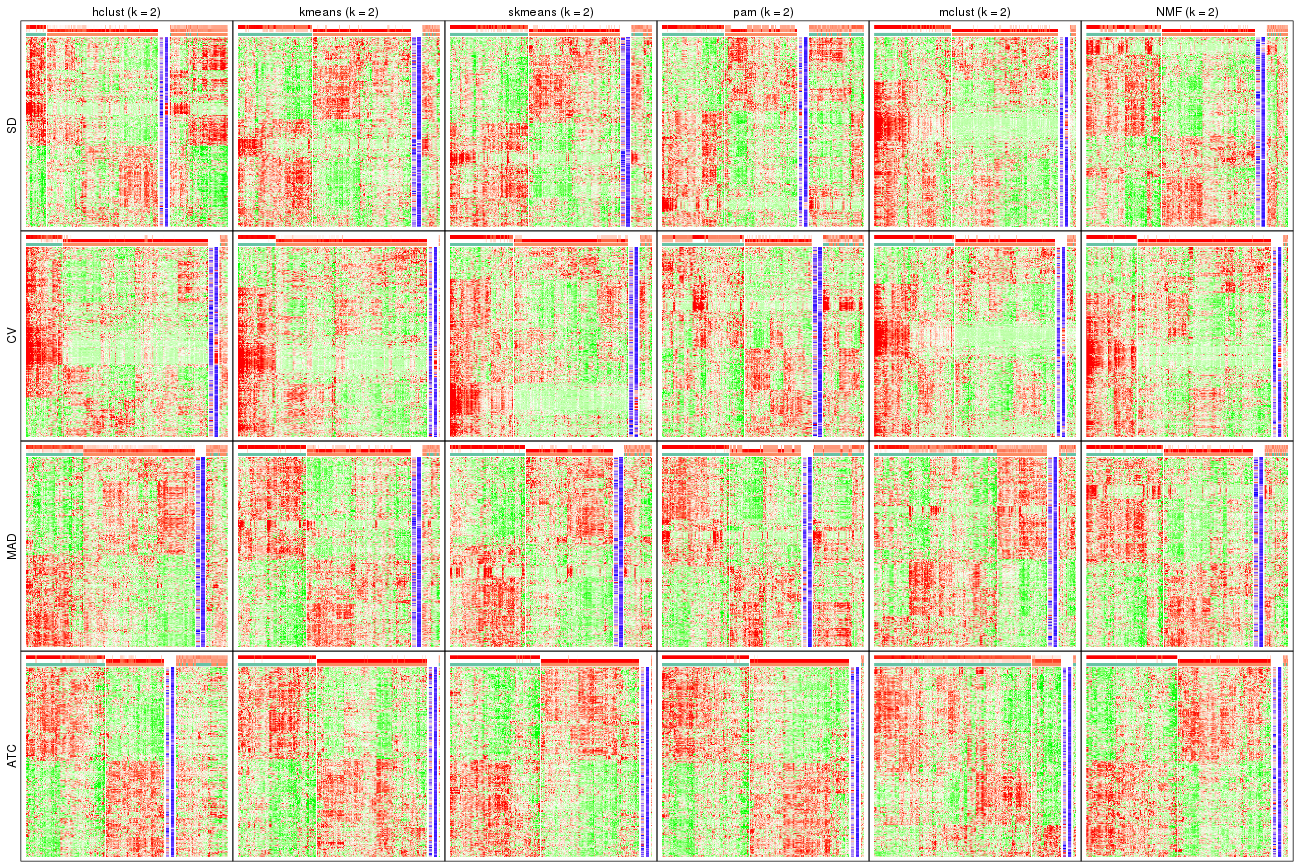 hclust (k = 2) kmeans (k = 2) skmeans (k = 2) pam (k = 2) mclust (k = 2) NMF (k = 2)
SD
CV
MAD
ATC